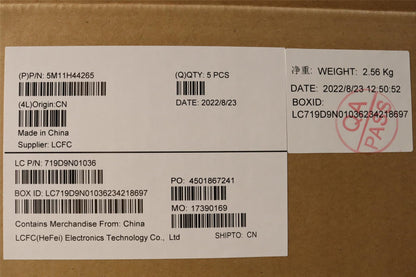 (P)P/N: 5M11H44265
(Q)QTY: 5 PCS
(4L)Origin:CN
DATE: 2022/8/23
Made in China
Supplier: LCFC
LC P/N: 719D9N01036
PO: 4501867241
BOX ID: LC719D9N01036234218697
MO: 17390169
Contains Merchandise From: China
LCFC(HeFei) Electronics Technology Co., Ltd
SHIPTO: CN
净重: WEIGHT: 2.56 Kg
DATE: 2022/8/23 12:50:52
BOXID:
LC719D9N01036234218697
QA
PASS